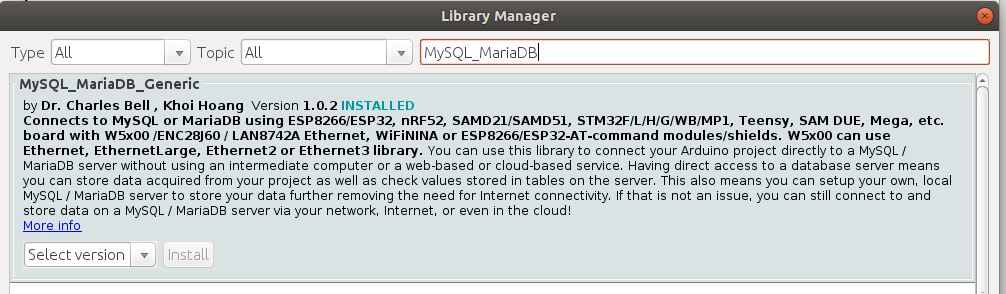 Library Manager
Type All Topic All MySQL_MariaDB
MySQL_MariaDB_Generic
by Dr. Charles Bell , Khoi Hoang Version 1.0.2 INSTALLED
Connects to MySQL or MariaDB using ESP8266/ESP32, nRF52, SAMD21/SAMD51, STM32F/L/H/G/WB/MP1, Teensy, SAM DUE, Mega, etc.
board with W5x00 /ENC28J60 / LAN8742A Ethernet, WiFiNINA or ESP8266/ESP32-AT-command modules/shields. W5x00 can use
Ethernet, EthernetLarge, Ethernet2 or Ethernet3 library. You can use this library to connect your Arduino project directly to a MySQL /
MariaDB server without using an intermediate computer or a web-based or cloud-based service. Having direct access to a database server means
you can store data acquired from your project as well as check values stored in tables on the server. This also means you can setup your own, local
MySQL / MariaDB server to store your data further removing the need for Internet connectivity. If that is not an issue, you can still connect to and
store data on a MySQL / MariaDB server via your network, Internet, or even in the cloud!
More info
Select version Install